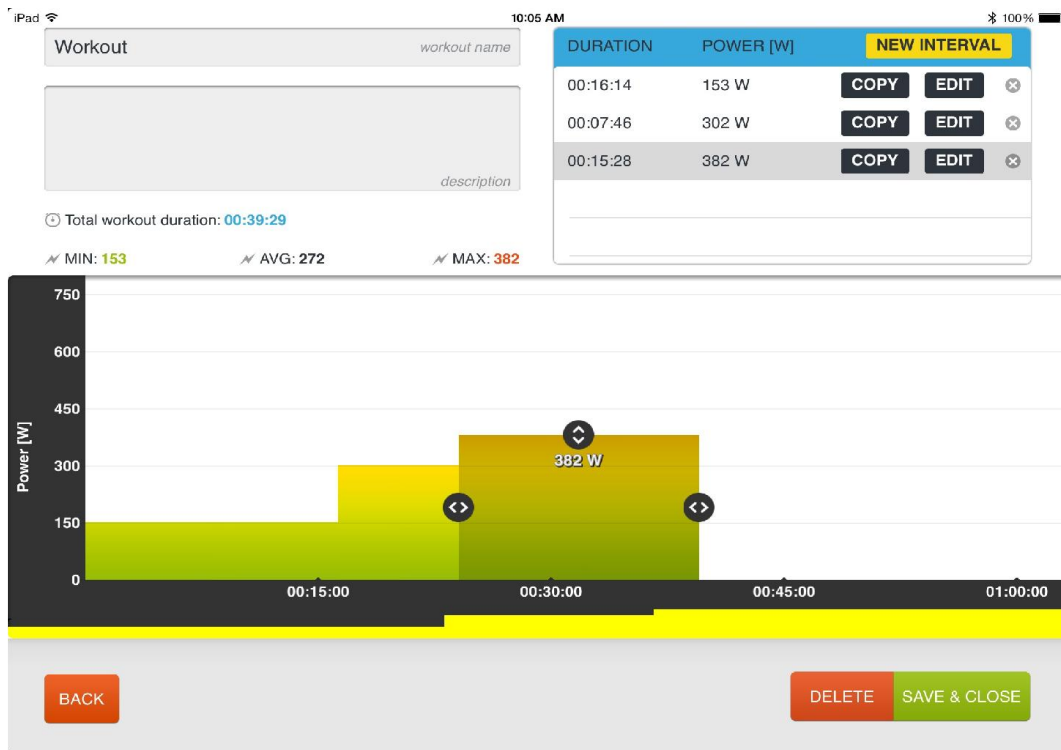 iPad 10:05 AM 100%
Workout workout name
description
Total workout duration: 00:39:29
MIN: 153 AVG: 272 MAX: 382
DURATION POWER [W] NEW INTERVAL
00:16:14 153 W COPY EDIT
00:07:46 302 W COPY EDIT
00:15:28 382 W COPY EDIT
Power [W]
750
600
450
300
150
0
382 W
00:15:00 00:30:00 00:45:00 01:00:00
BACK DELETE SAVE & CLOSE